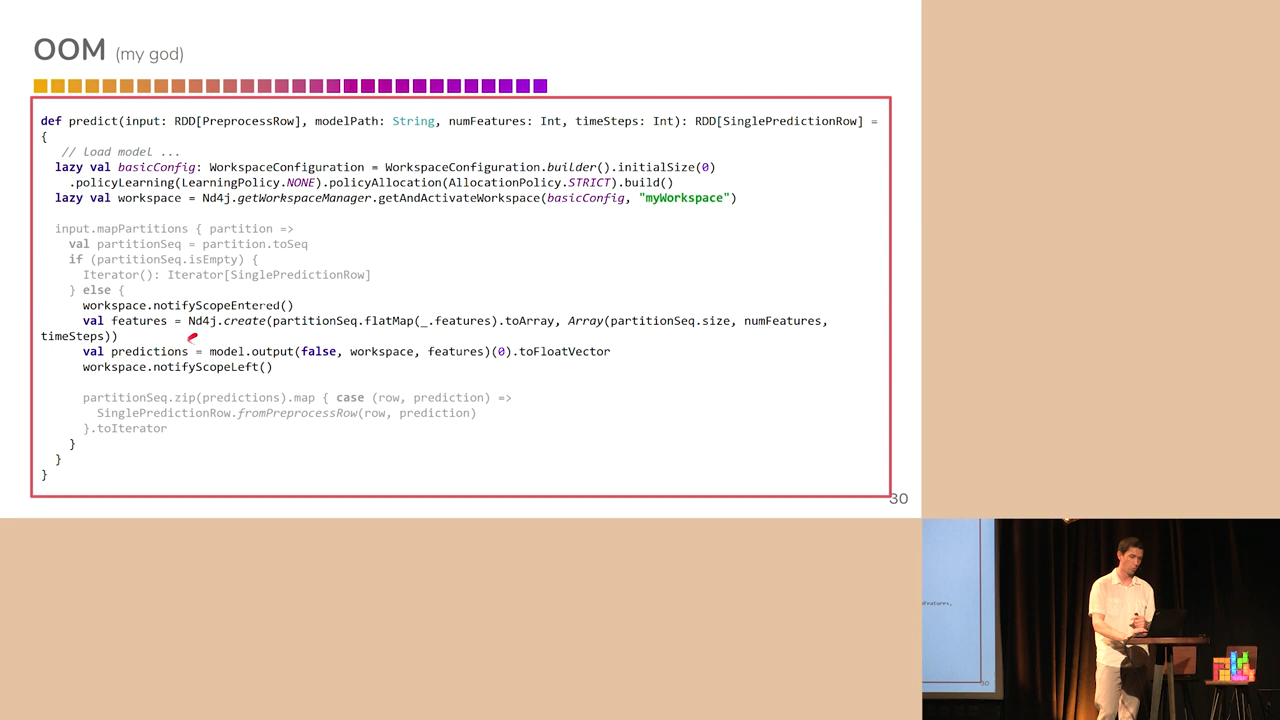 OOM (my god)
def predict(input: RDD[PreprocessRow], modelPath: String, numFeatures: Int, timeSteps: Int): RDD[SinglePredictionRow] =
{
// Load model ...
lazy val basicConfig: WorkspaceConfiguration = WorkspaceConfiguration.builder().initialSize(0)
.policyLearning(LearningPolicy.NONE).policyAllocation(AllocationPolicy.STRICT).build()
lazy val workspace = Nd4j.getWorkspaceManager.getAndActivateWorkspace(basicConfig, "myWorkspace")
input.mapPartitions { partition =>
val partitionSeq = partition.toSeq
if (partitionSeq.isEmpty) {
Iterator(): Iterator[SinglePredictionRow]
} else {
workspace.notifyScopeEntered()
val features = Nd4j.create(partitionSeq.flatMap(_.features).toArray, Array(partitionSeq.size, numFeatures,
timeSteps))
val predictions = model.output(false, workspace, features)(0).toFloatVector
workspace.notifyScopeLeft()
partitionSeq.zip(predictions).map { case (row, prediction) =>
SinglePredictionRow.fromPreprocessRow(row, prediction)
}.toIterator
}
}
}
30
Features,
30